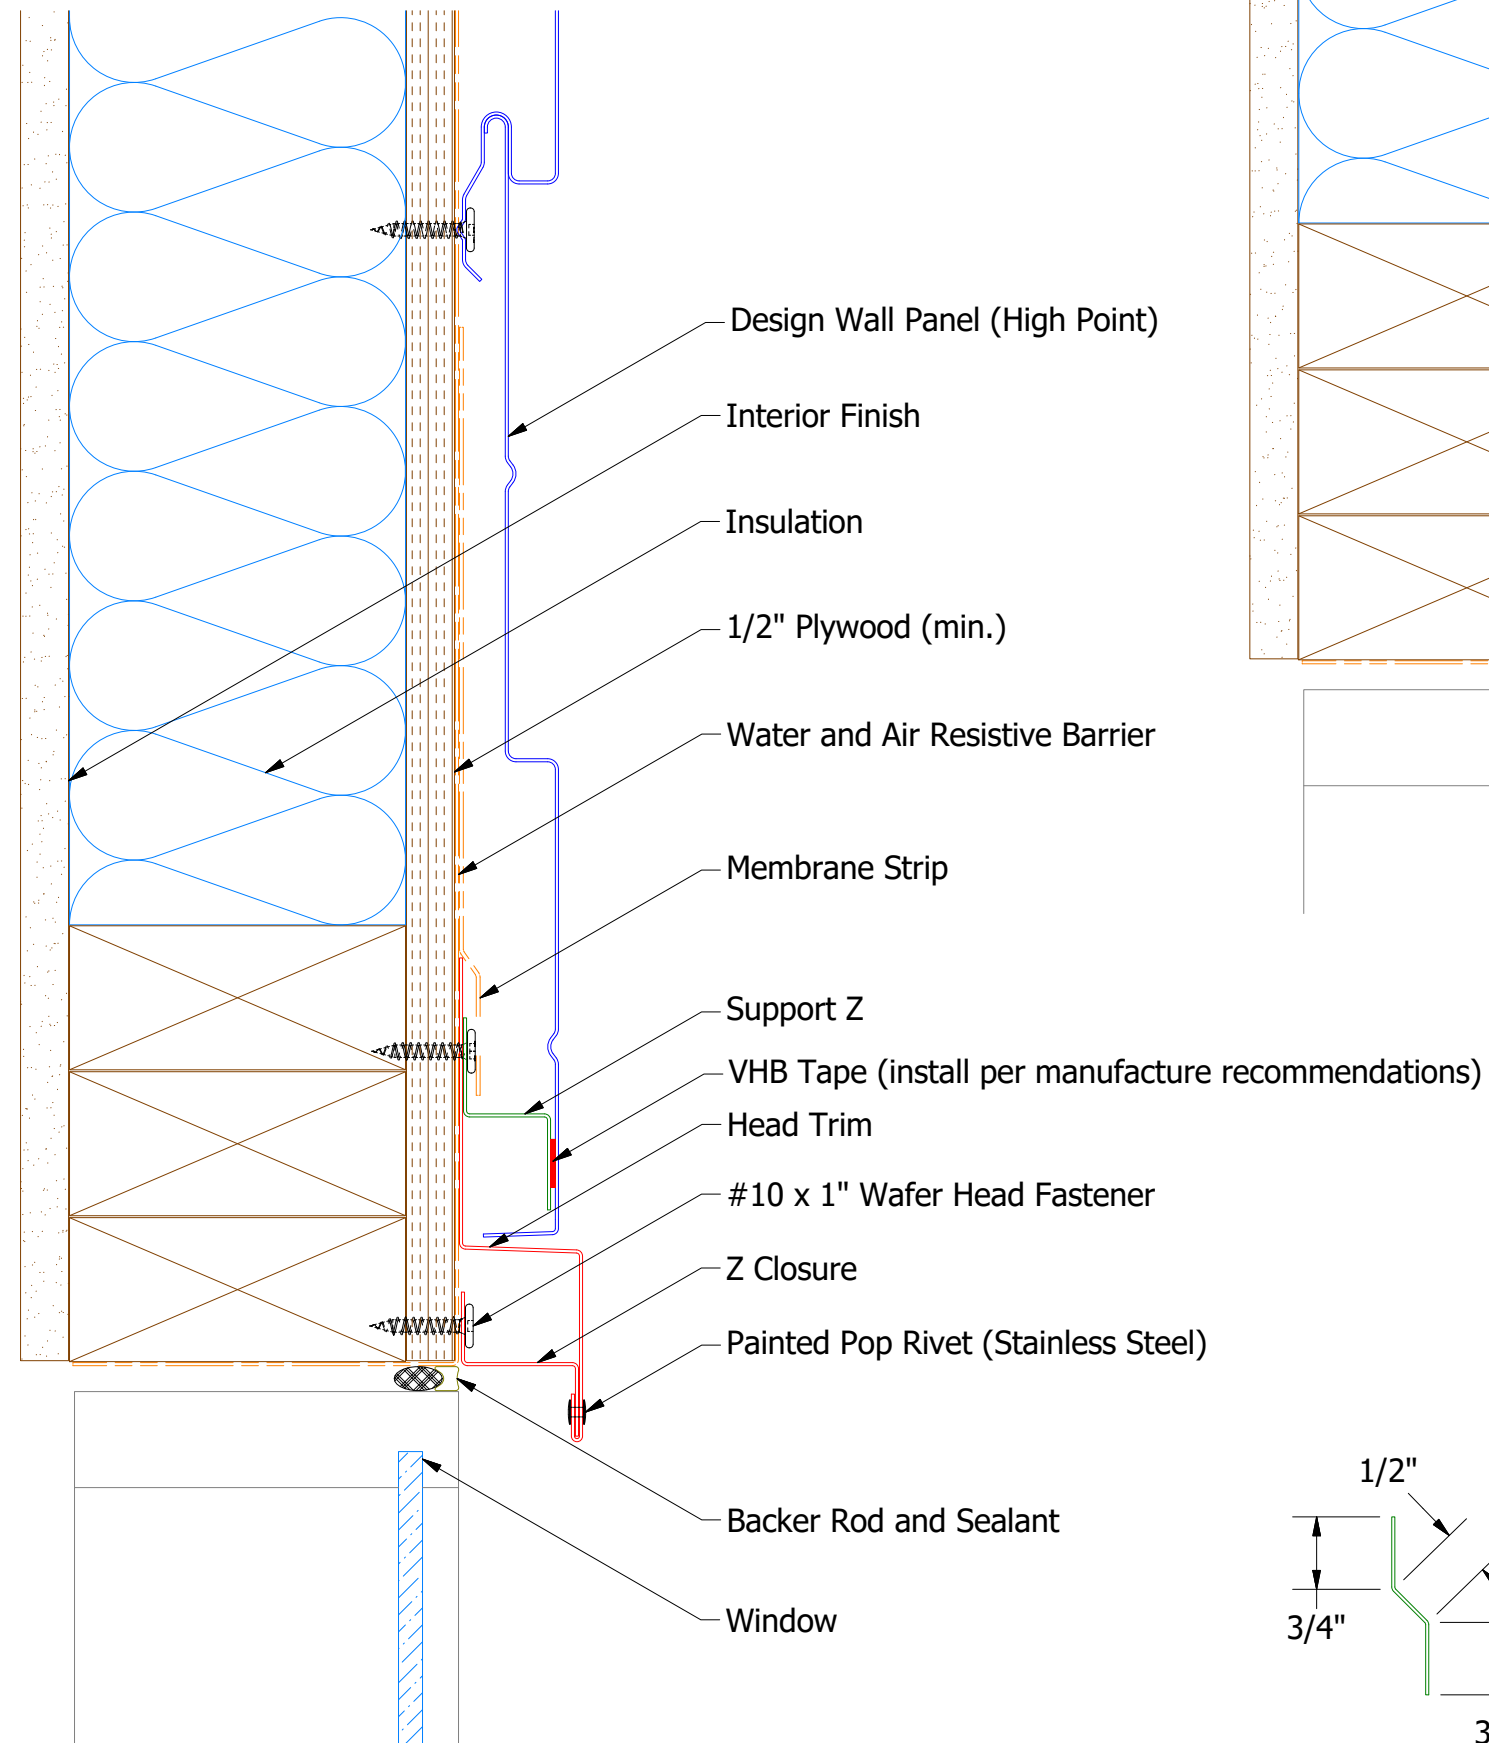 Design Wall Panel (High Point)
Interior Finish
Insulation
1/2" Plywood (min.)
Water and Air Resistive Barrier
Membrane Strip
Support Z
VHB Tape (install per manufacture recommendations)
Head Trim
#10 x 1" Wafer Head Fastener
Z Closure
Painted Pop Rivet (Stainless Steel)
Backer Rod and Sealant
Window
1/2"
3/4"
3